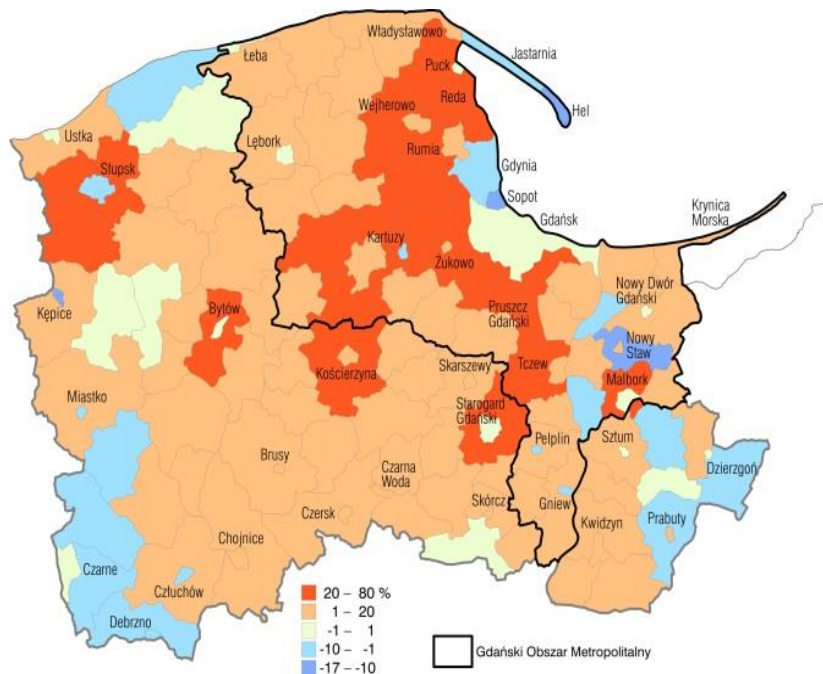 Władysławowo
Jastarnia
Łeba
Puck
Reda
Hel
Wejherowo
Ustka
Lębork
Rumia
Gdynia
Słupsk
Sopot
Krynica
Morska
Gdańsk
Kartuzy
Żukowo
Nowy Dwór
Gdański
Bytów
Pruszcz
Gdański
Kępice
Nowy
Staw
Kościerzyna
Skarszewy
Tczew
Malbork
Miastko
Starogard
Gdański
Pelplin
Sztum
Dzierzgoń
Brusy
Czarna
Woda
Gniew
Prabuty
Skórcz
Kwidzyn
Czersk
Chojnice
Czarne
Człuchów
Debrzno
20 – 80 %
1 – 20
-1 – 1
-10 – -1
-17 – -10
Gdański Obszar Metropolitalny